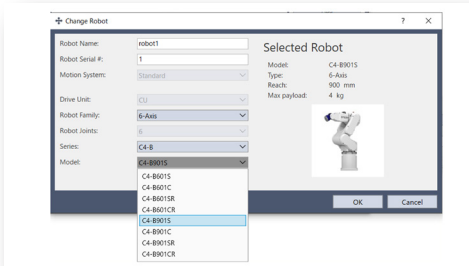 Change Robot
?
Robot Name: robot1
Robot Serial #: 1
Motion System: Standard
Drive Unit: CU
Robot Family: 6-Axis
Robot Joints: 6
Series: C4-B
Model: C4-B901S
C4-B601S
C4-B601C
C4-B601SR
C4-B601CR
C4-B901S
C4-B901C
C4-B901SR
C4-B901CR
Selected Robot
Model: C4-B901S
Type: 6-Axis
Reach: 900 mm
Max payload: 4 kg
OK Cancel